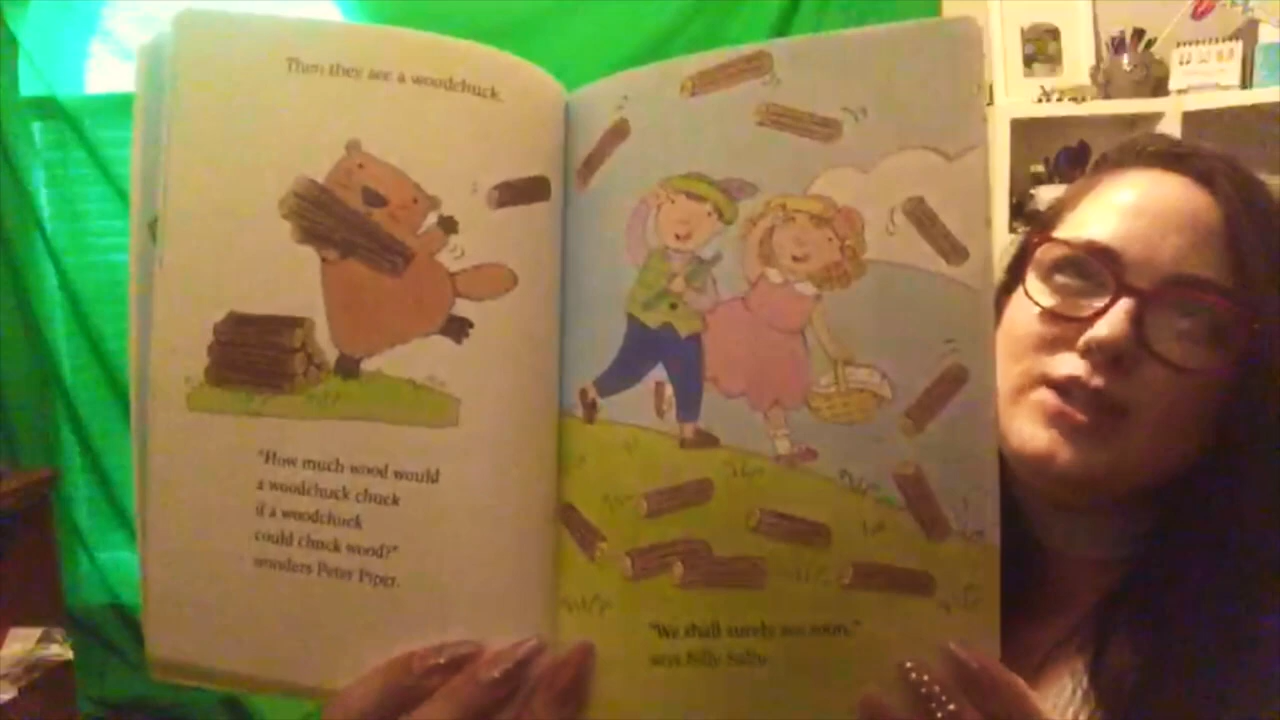 Then they see a woodchuck.
"How much wood would
a woodchuck chuck
if a woodchuck
could chuck wood?"
wonders Peter Piper.
"We shall surely see soon,"
says Silly Sally.